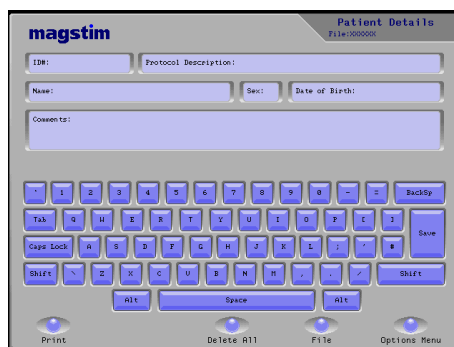 magstim
Patient Details
File:XXXXXX
ID#: Protocol Description:
Name: Sex: Date of Birth:
Comments:
' 1 2 3 4 5 6 7 8 9 0 - = BackSp
Tab Q W E R T Y U I O P [ ] Save
Caps Lock A S D F G H J K L ; ' #
Shift \ Z X C V B N M , . / Shift
Alt Space Alt
Print Delete All File Options Menu